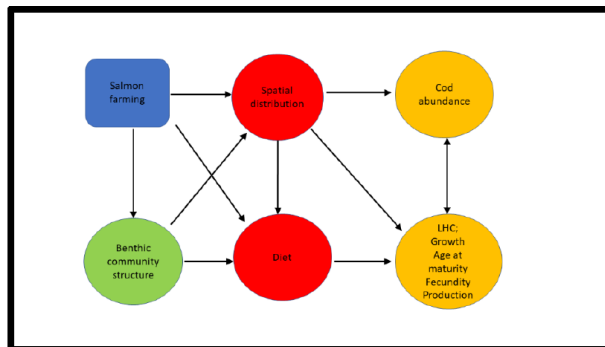 Salmon
farming
Spatial
distribution
Cod
abundance
Benthic
community
structure
Diet
LHC;
Growth
Age at
maturity
Fecundity
Production